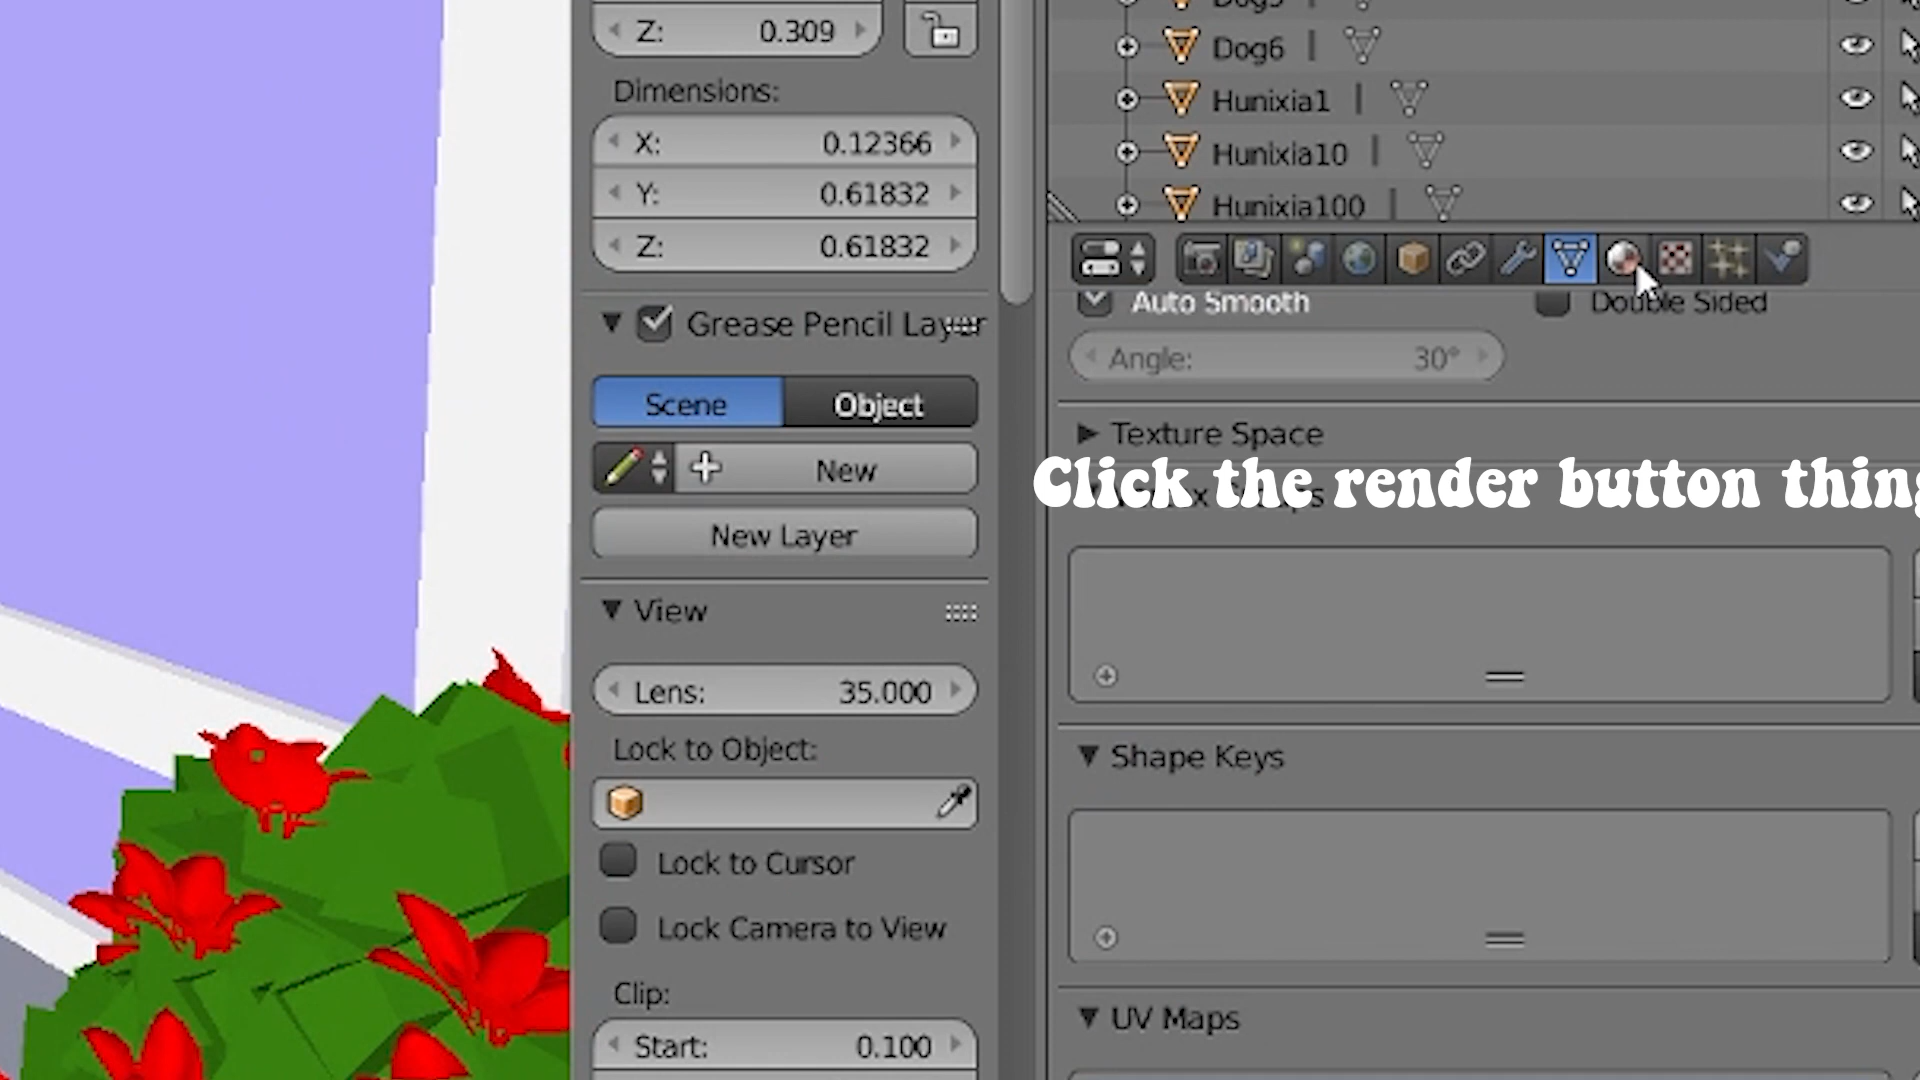 Z: 0.309
Dimensions:
X: 0.12366
Y: 0.61832
Z: 0.61832
Grease Pencil Layer
Scene Object
New
New Layer
View
Lens: 35.000
Lock to Object:
Lock to Cursor
Lock Camera to View
Clip:
Start: 0.100
Dog6
Hunixia1
Hunixia10
Hunixia100
Auto Smooth Double Sided
Angle: 30°
Texture Space
Click the render button thing
Shape Keys
UV Maps